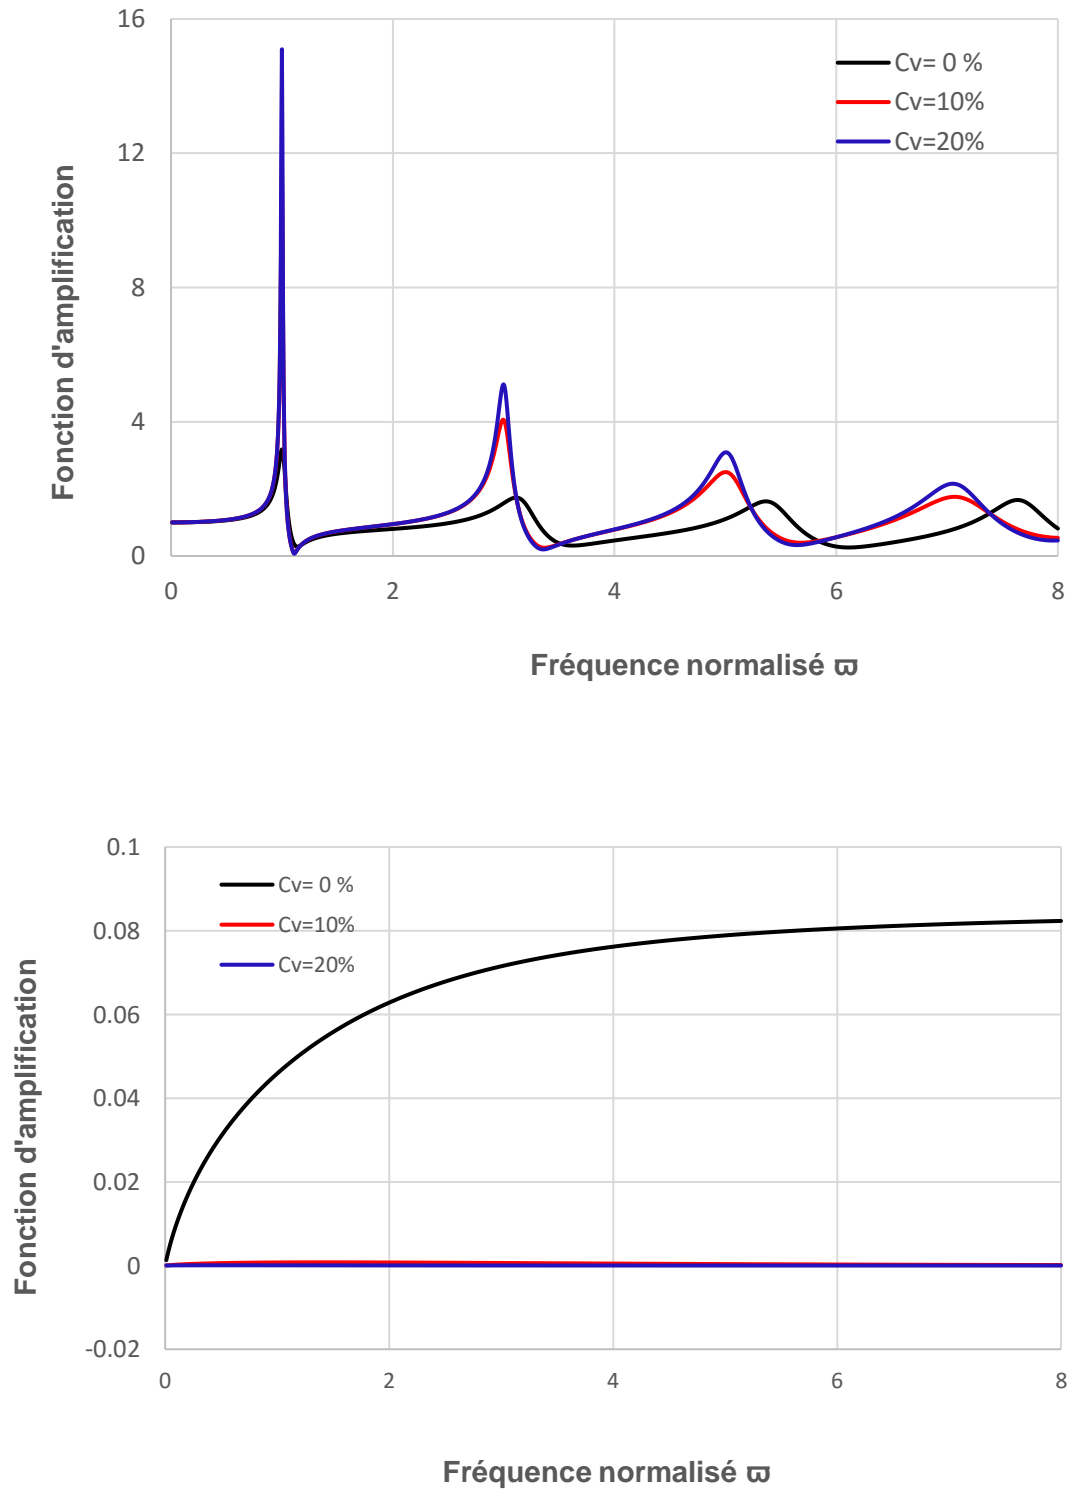 16
12
8
4
0
Fonction d'amplification
Cv= 0 %
Cv=10%
Cv=20%
0 2 4 6 8
Fréquence normalisé ϖ
0.1
0.08
0.06
0.04
0.02
0
-0.02
Fonction d'amplification
Cv= 0 %
Cv=10%
Cv=20%
0 2 4 6 8
Fréquence normalisé ϖ